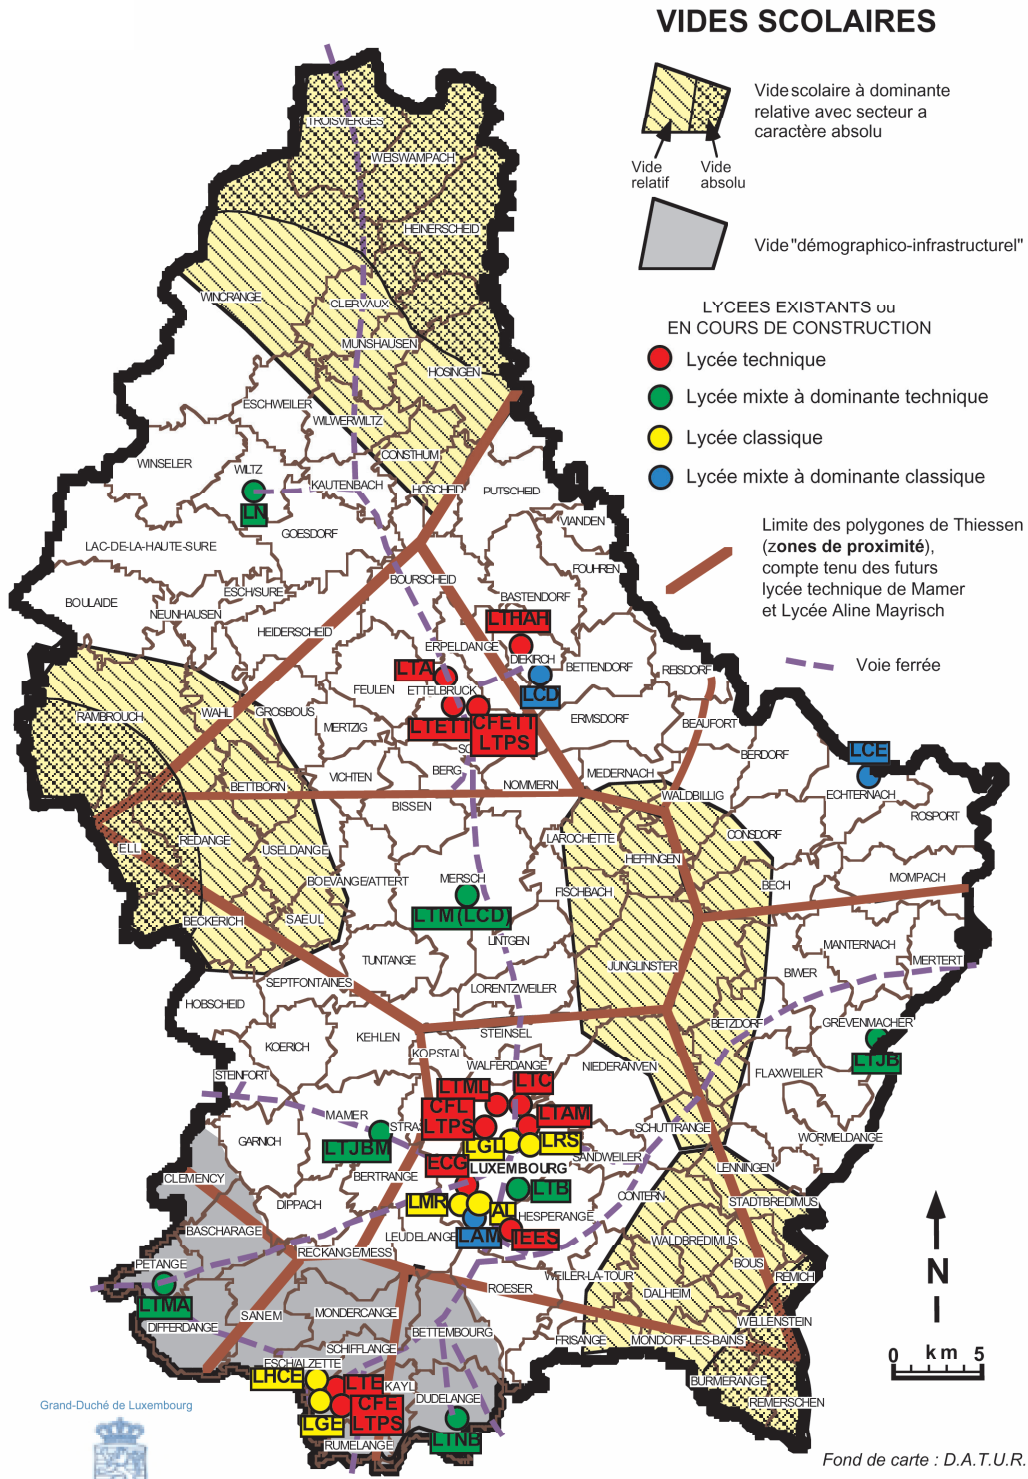 VIDES SCOLAIRES
Vide scolaire à dominante
relative avec secteur a
caractère absolu
Vide
relatif
Vide
absolu
Vide "démographico-infrastructurel"
LYCEES EXISTANTS ou
EN COURS DE CONSTRUCTION
Lycée technique
Lycée mixte à dominante technique
Lycée classique
Lycée mixte à dominante classique
Limite des polygones de Thiessen
(zones de proximité),
compte tenu des futurs
lycée technique de Mamer
et Lycée Aline Mayrisch
Voie ferrée
TROISVIERGES
WEISWAMPACH
HEINERSCHEID
WINCRANGE
CLERVAUX
MUNSHAUSEN
HOSINGEN
ESCHWEILER
WILWERWILTZ
CONSTHUM
WINSELER
WILTZ
KAUTENBACH
HOSCHEID
PUTSCHEID
LN
GOESDORF
VIANDEN
LAC-DE-LA-HAUTE-SURE
FOUHREN
BOURSCHEID
ESCH/SURE
BASTENDORF
BOULAIDE
NEUNHAUSEN
LTHAH
HEIDERSCHEID
ERPELDANGE
DIEKIRCH
BETTENDORF
REISDORF
LTA
FEULEN
ETTELBRUCK
LCD
RAMBROUCH
WAHL
GROSBOUS
MERTZIG
LTETT
CFETT
LTPS
ERMSDORF
BEAUFORT
BERDORF
LCE
BERG
VICHTEN
MEDERNACH
NOMMERN
BETTBORN
BISSEN
WALDBILLIG
ECHTERNACH
ROSPORT
REDANGE
ELL
USELDANGE
LAROCHETTE
HEFFINGEN
CONSDORF
BOEVANGE/ATTERT
MERSCH
FISCHBACH
BECH
MOMPACH
BECKERICH
SAEUL
LTM (LCD)
LINTGEN
TUNTANGE
JUNGLINSTER
MANTERNACH
MERTERT
BIWER
SEPTFONTAINES
LORENTZWEILER
HOBSCHEID
BETZDORF
GREVENMACHER
KEHLEN
STEINSEL
KOERICH
KOPSTAL
WALFERDANGE
NIEDERANVEN
LTJB
STEINFORT
FLAXWEILER
LTML
LTC
MAMER
CFL
LTPS
LTAM
STRAS
SCHUTTRANGE
GARNICH
LTJBM
LGL
LRS
WORMELDANGE
SANDWEILER
CLEMENCY
BERTRANGE
ECG
LUXEMBOURG
LENNINGEN
DIPPACH
LMR
LTB
CONTERN
STADTBREDIMUS
AL
HESPERANGE
BASCHARAGE
LEUDELANGE
LAM
IEES
WALDBREDIMUS
PETANGE
RECKANGE/MESS
BOUS
REMICH
WEILER-LA-TOUR
ROESER
DALHEIM
LTMA
SANEM
MONDERCANGE
WELLENSTEIN
DIFFERDANGE
BETTEMBOURG
FRISANGE
MONDORF-LES-BAINS
SCHIFFLANGE
ESCH/ALZETTE
LHCE
LTE
KAYL
BURMERANGE
DUDELANGE
REMERSCHEN
LGE
CFE
LTPS
RUMELANGE
LTNB
N
0 km 5
Grand-Duché de Luxembourg
Fond de carte : D.A.T.U.R.